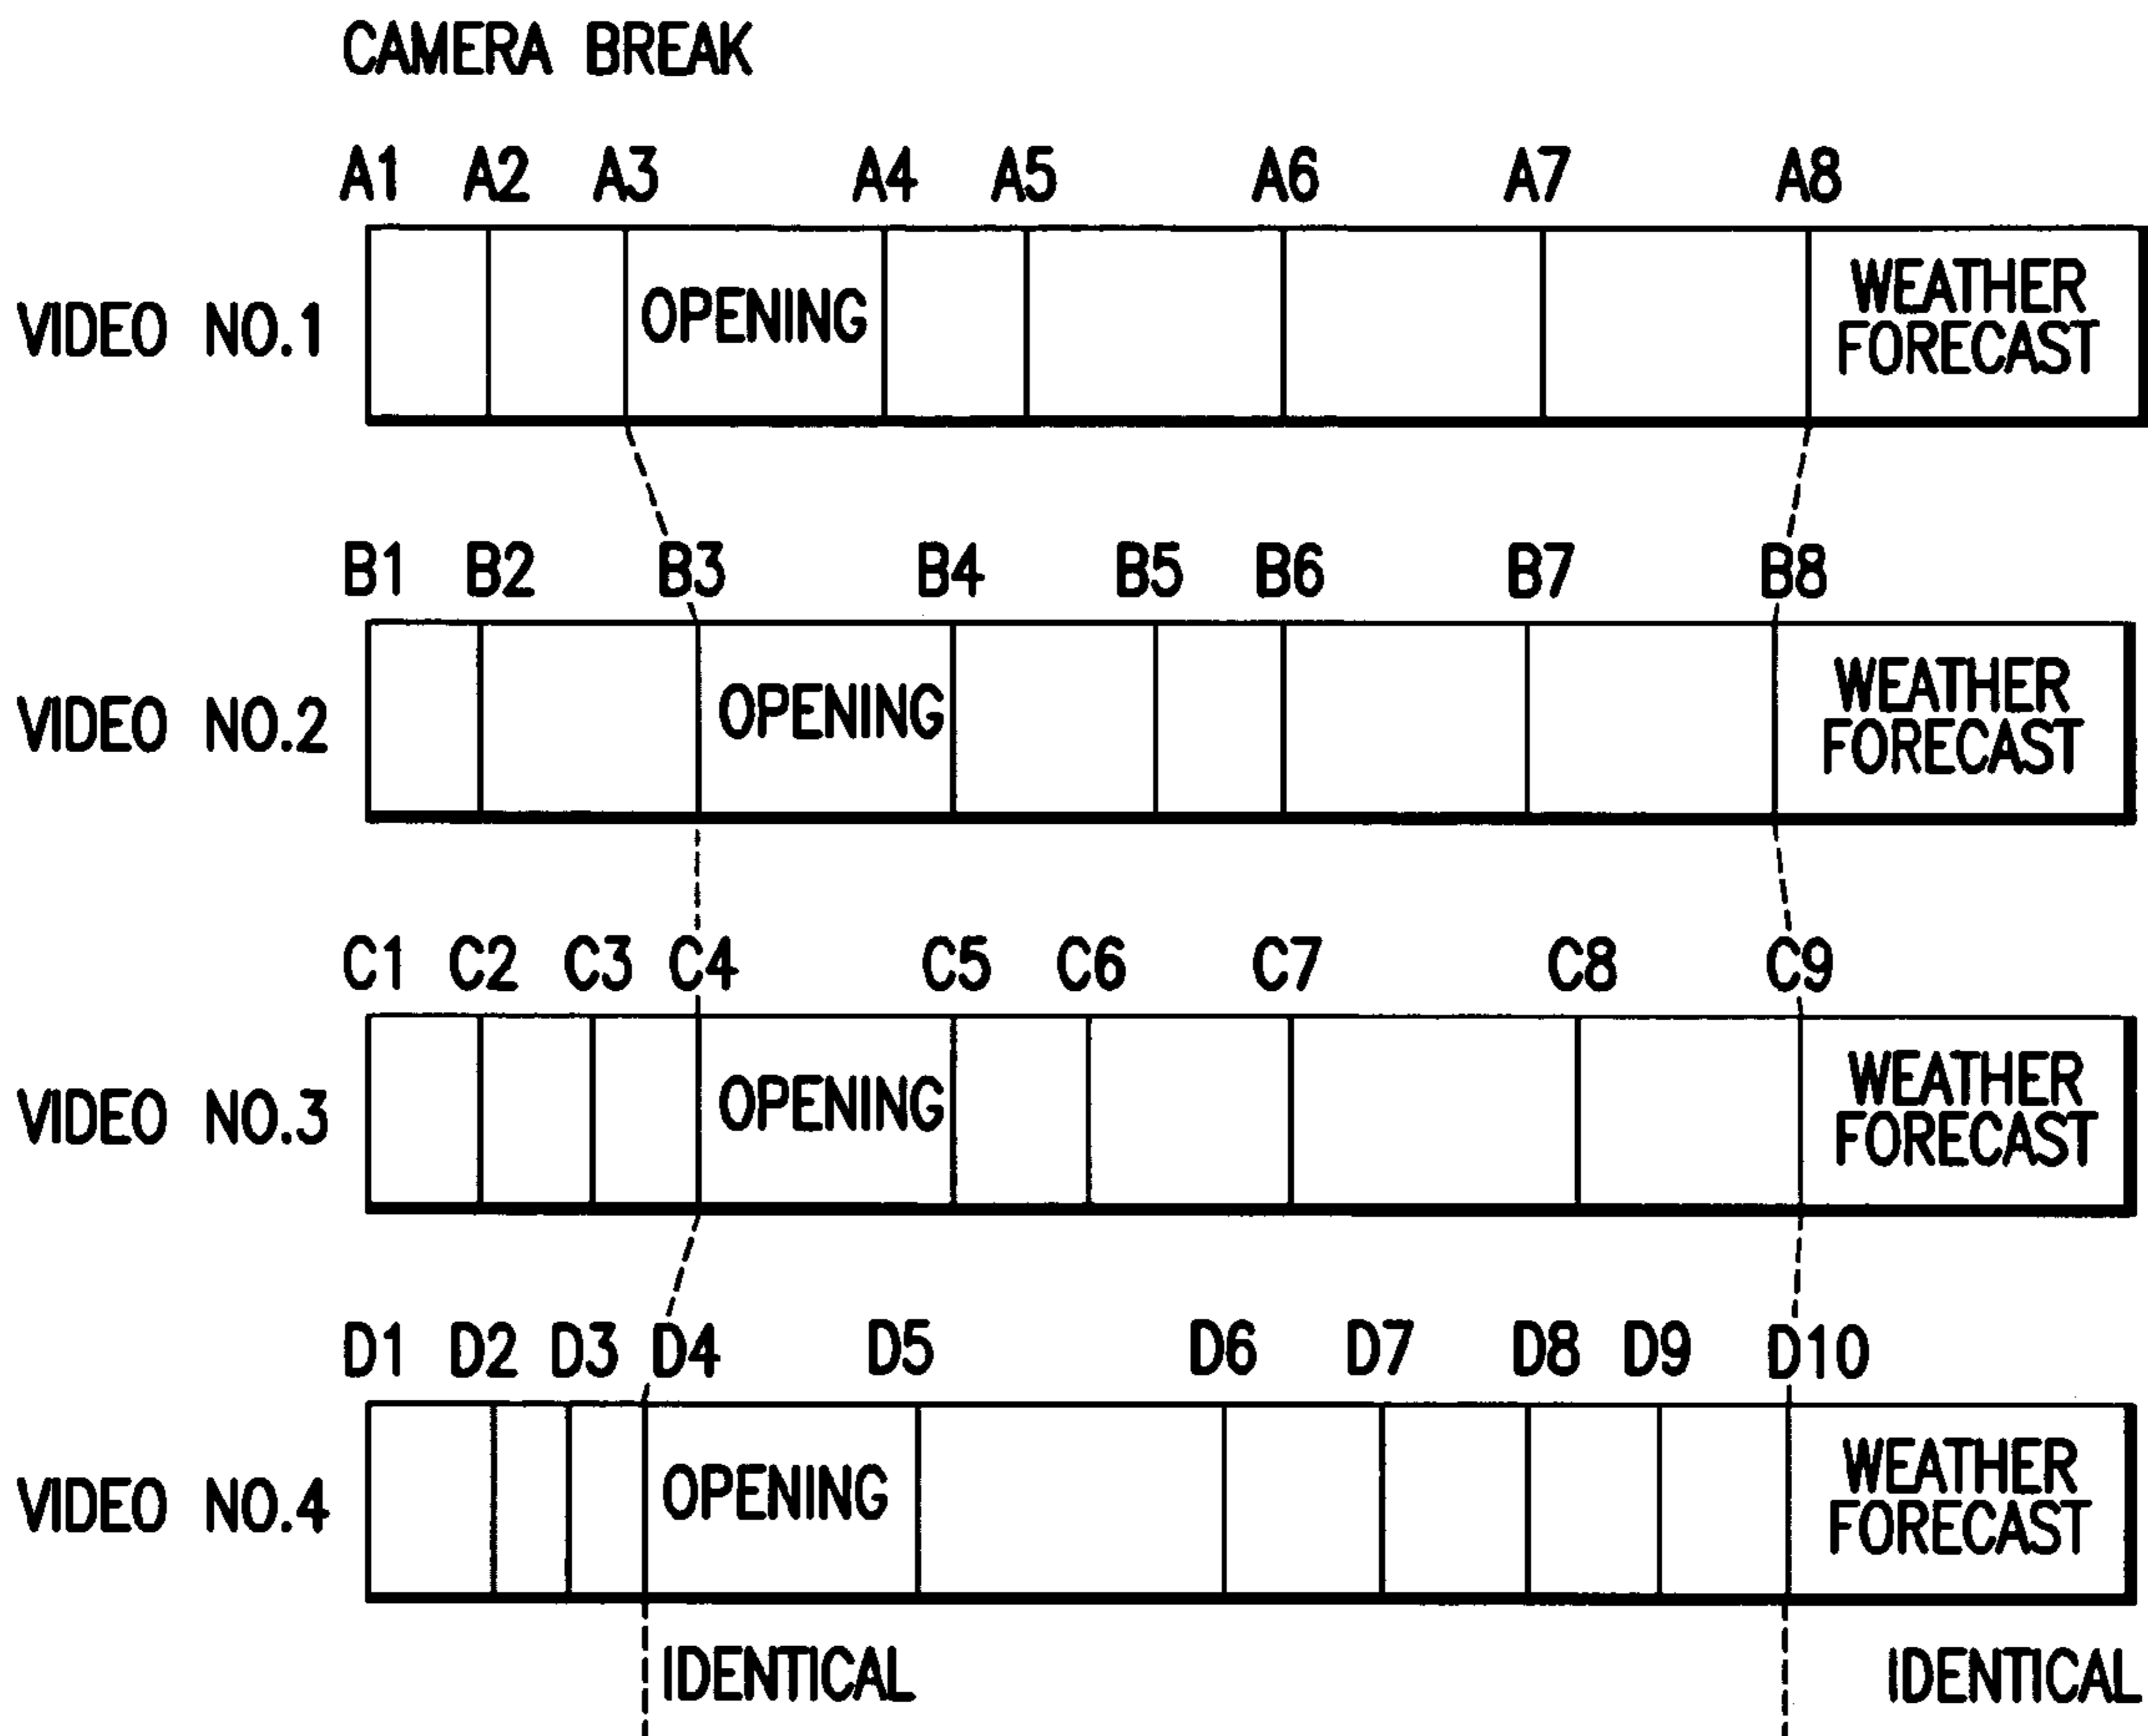 CAMERA BREAK
A1 A2 A3 A4 A5 A6 A7 A8
VIDEO NO.1
OPENING
WEATHER
FORECAST
B1 B2 B3 B4 B5 B6 B7 B8
VIDEO NO.2
OPENING
WEATHER
FORECAST
C1 C2 C3 C4 C5 C6 C7 C8 C9
VIDEO NO.3
OPENING
WEATHER
FORECAST
D1 D2 D3 D4 D5 D6 D7 D8 D9 D10
VIDEO NO.4
OPENING
WEATHER
FORECAST
IDENTICAL IDENTICAL